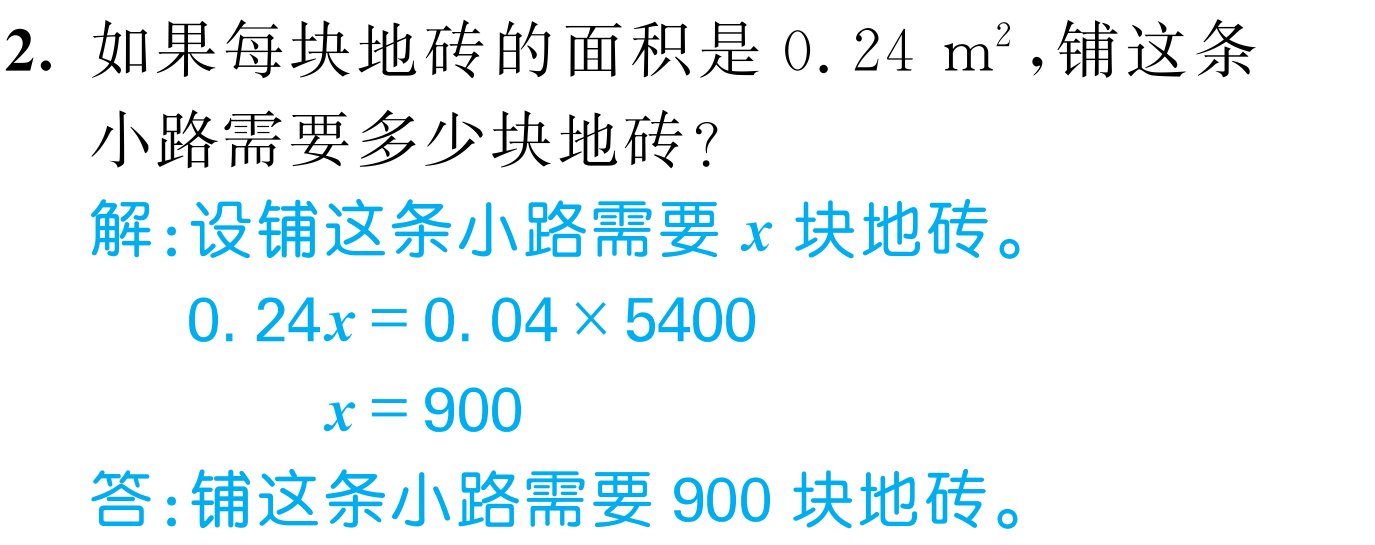 2. 如果每块地砖的面积是 0.24 m²,铺这条
小路需要多少块地砖?
解:设铺这条小路需要 x 块地砖。
0.24x=0.04×5400
x=900
答:铺这条小路需要 900 块地砖。